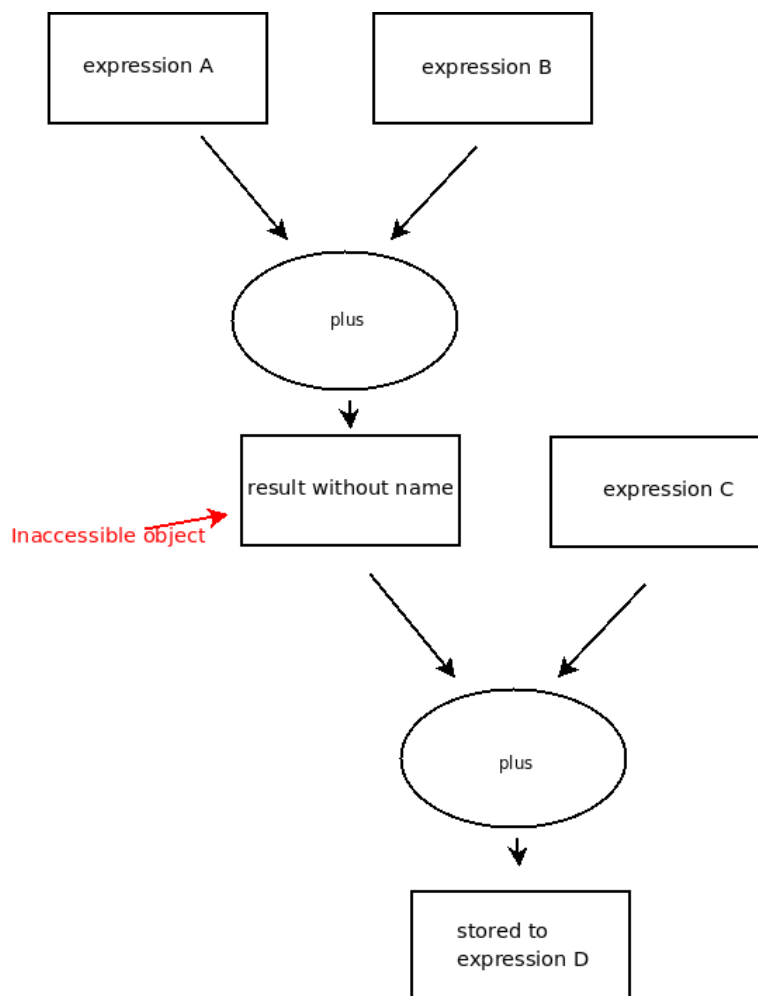 expression A
expression B
plus
result without name
expression C
Inaccessible object
plus
stored to
expression D